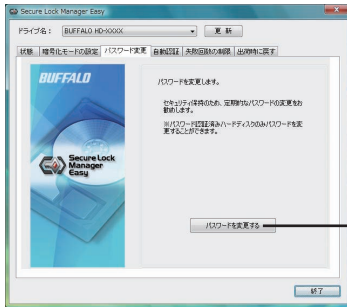 Secure Lock Manager Easy
ドライブ名： BUFFALO HD-XXXX 更 新
状態 暗号化モードの設定 パスワード変更 自動認証 失敗回数の制限 出荷時に戻す
BUFFALO
パスワードを変更します。
セキュリティ保持のため、定期的なパスワードの変更をお
勧めします。
※パスワード認証済みハードディスクのみパスワードを変
更することができます。
Secure Lock
Manager
Easy
パスワードを変更する
終了